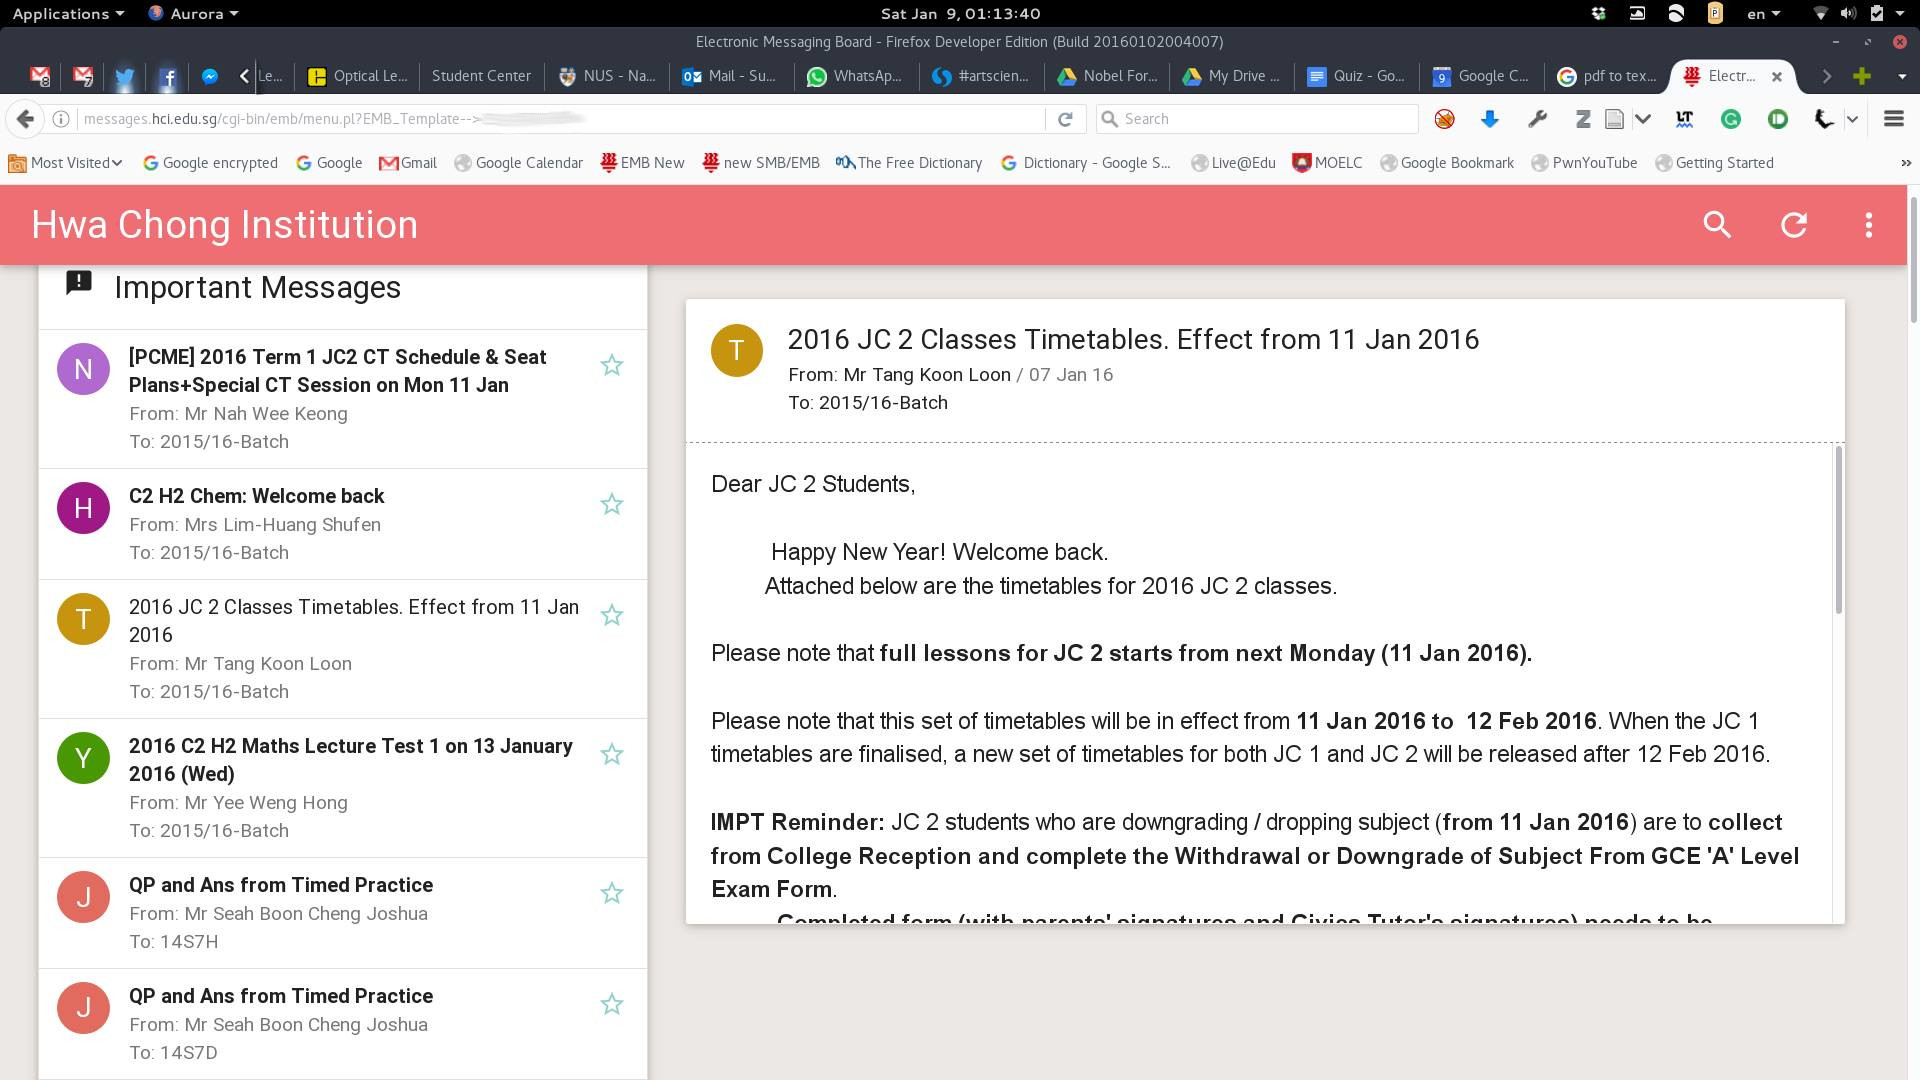 Applications Aurora Sat Jan 9, 01:13:40 en
Electronic Messaging Board - Firefox Developer Edition (Build 20160102004007)
Le... Optical Le... Student Center NUS - Na... Mail - Su... WhatsAp... #artscien... Nobel For... My Drive ... Quiz - Go... Google C... pdf to tex... Electr...
messages.hci.edu.sg/cgi-bin/emb/menu.pl?EMB_Template--> Search
Most Visited Google encrypted Google Gmail Google Calendar EMB New new SMB/EMB The Free Dictionary Dictionary - Google S... Live@Edu MOELC Google Bookmark PwnYouTube Getting Started
Hwa Chong Institution
Important Messages
N
[PCME] 2016 Term 1 JC2 CT Schedule & Seat
Plans+Special CT Session on Mon 11 Jan
From: Mr Nah Wee Keong
To: 2015/16-Batch
H
C2 H2 Chem: Welcome back
From: Mrs Lim-Huang Shufen
To: 2015/16-Batch
T
2016 JC 2 Classes Timetables. Effect from 11 Jan
2016
From: Mr Tang Koon Loon
To: 2015/16-Batch
Y
2016 C2 H2 Maths Lecture Test 1 on 13 January
2016 (Wed)
From: Mr Yee Weng Hong
To: 2015/16-Batch
J
QP and Ans from Timed Practice
From: Mr Seah Boon Cheng Joshua
To: 14S7H
J
QP and Ans from Timed Practice
From: Mr Seah Boon Cheng Joshua
To: 14S7D
T
2016 JC 2 Classes Timetables. Effect from 11 Jan 2016
From: Mr Tang Koon Loon / 07 Jan 16
To: 2015/16-Batch
Dear JC 2 Students,
Happy New Year! Welcome back.
Attached below are the timetables for 2016 JC 2 classes.
Please note that full lessons for JC 2 starts from next Monday (11 Jan 2016).
Please note that this set of timetables will be in effect from 11 Jan 2016 to 12 Feb 2016. When the JC 1
timetables are finalised, a new set of timetables for both JC 1 and JC 2 will be released after 12 Feb 2016.
IMPT Reminder: JC 2 students who are downgrading / dropping subject (from 11 Jan 2016) are to collect
from College Reception and complete the Withdrawal or Downgrade of Subject From GCE 'A' Level
Exam Form.
Completed form (with parents' signatures and Civics Tutor's signatures) needs to be